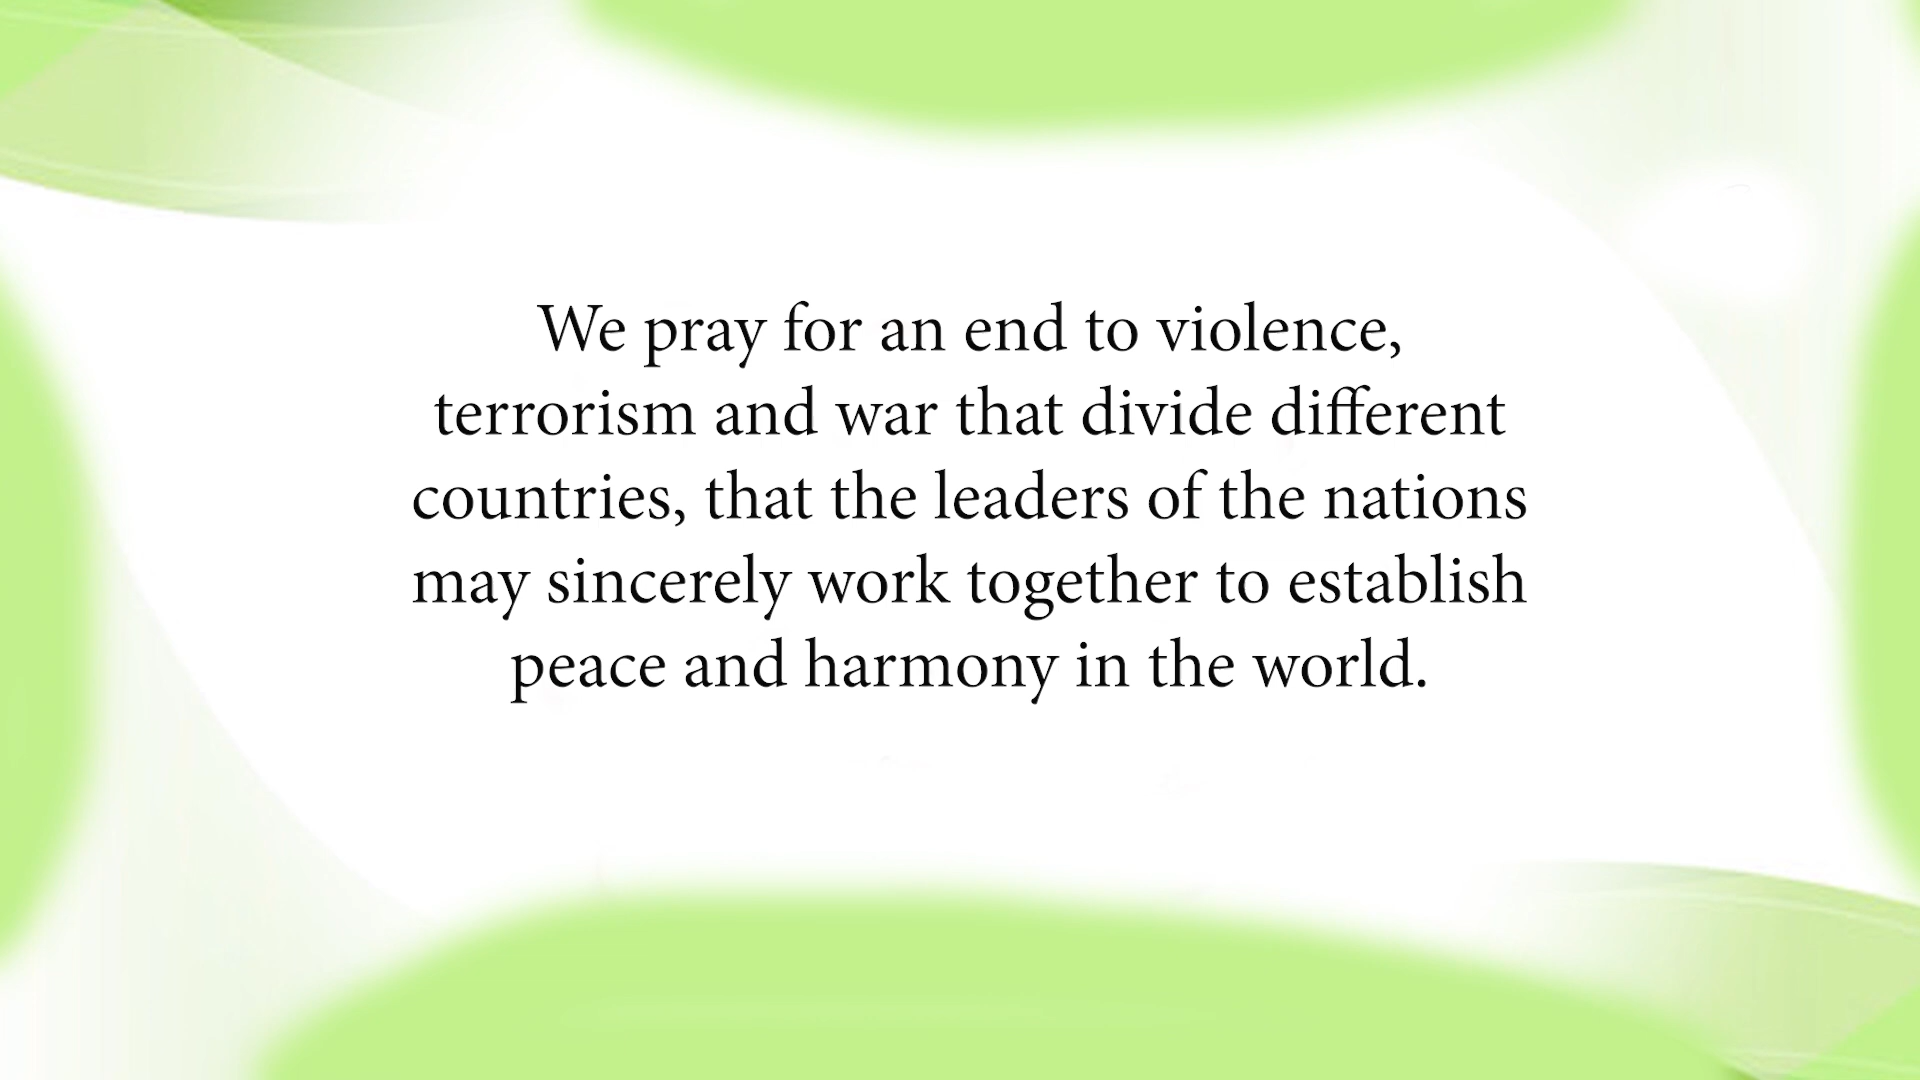 We pray for an end to violence,
terrorism and war that divide different
countries, that the leaders of the nations
may sincerely work together to establish
peace and harmony in the world.